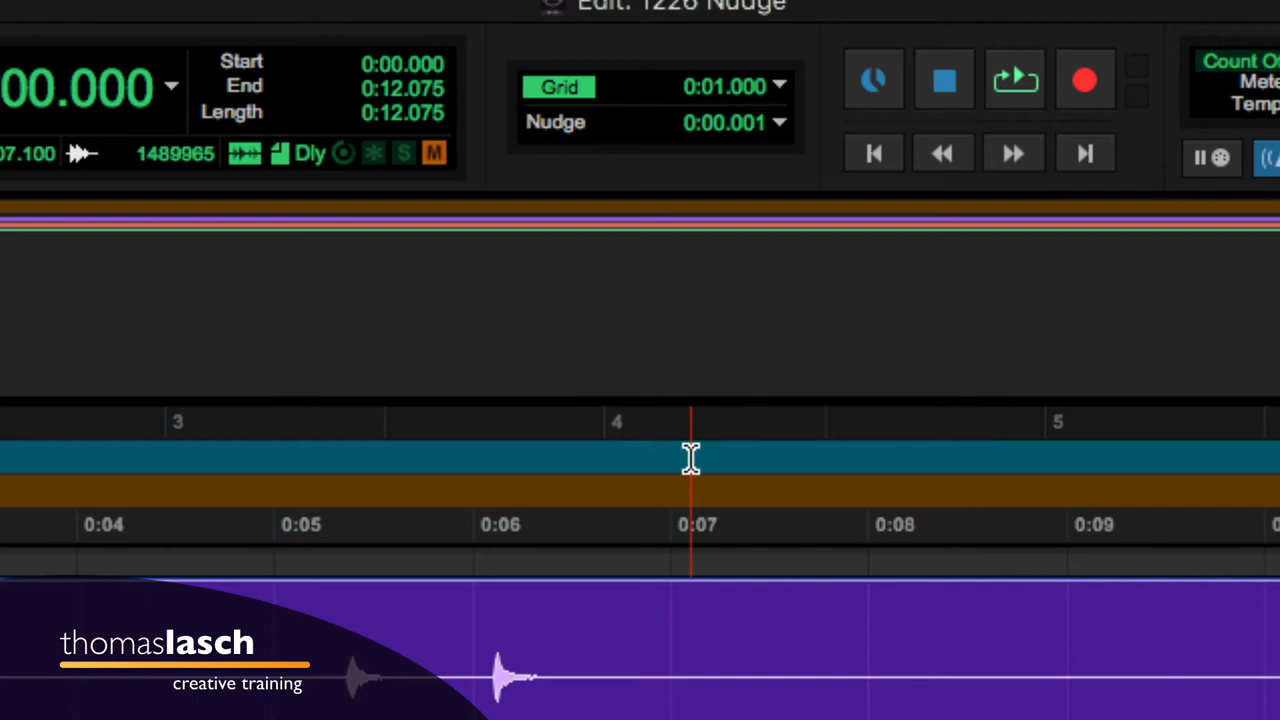 Edit: 1226 Nudge
00.000
Start 0:00.000
End 0:12.075
Length 0:12.075
07.100 1489965 Dly S M
Grid 0:01.000
Nudge 0:00.001
Count Of
Mete
Temp
3 4 5
0:04 0:05 0:06 0:07 0:08 0:09
thomaslasch
creative training